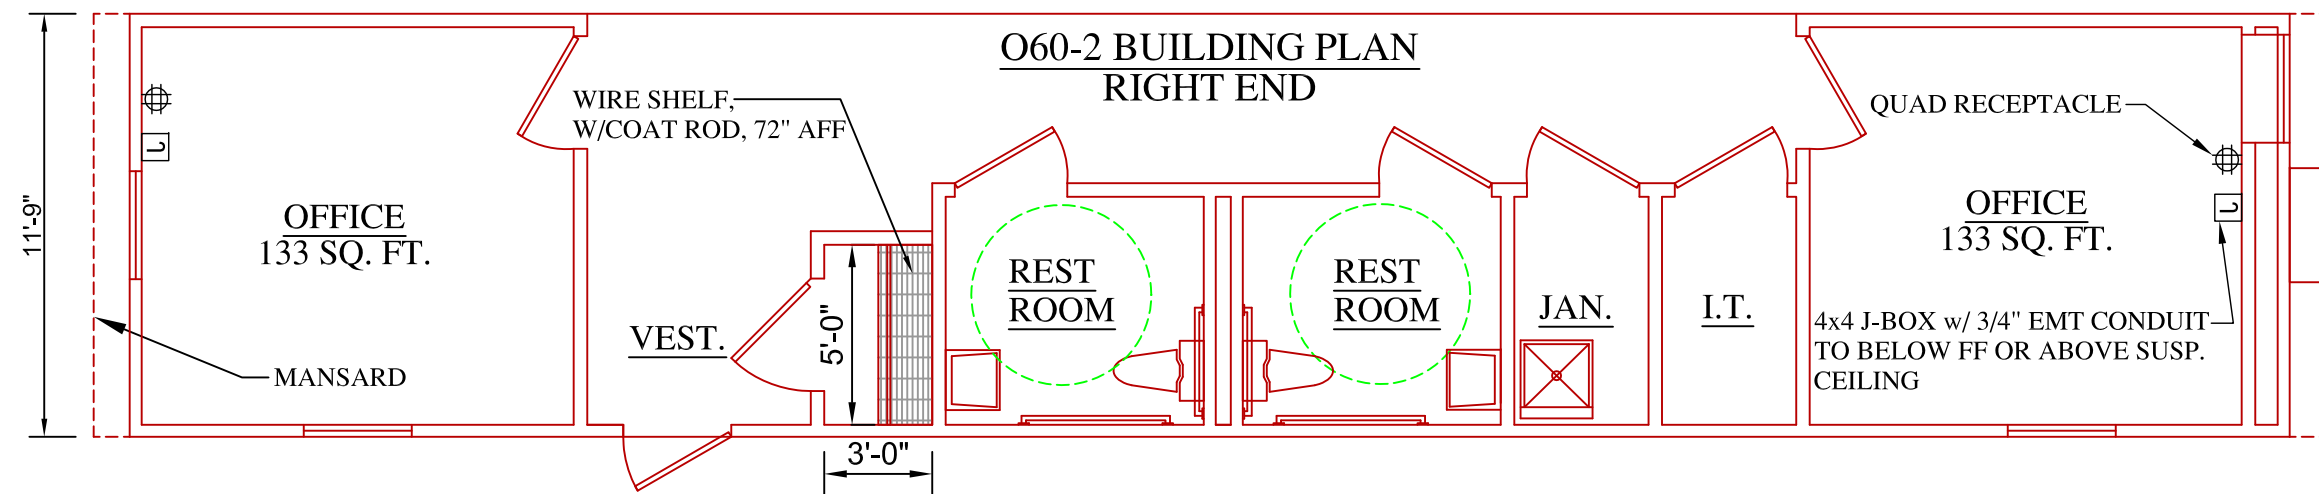 O60-2 BUILDING PLAN
RIGHT END
WIRE SHELF,
W/COAT ROD, 72" AFF
QUAD RECEPTACLE
11'-9"
J
OFFICE
133 SQ. FT.
MANSARD
VEST.
5'-0"
3'-0"
REST
ROOM
REST
ROOM
JAN.
I.T.
OFFICE
133 SQ. FT.
J
4x4 J-BOX w/ 3/4" EMT CONDUIT
TO BELOW FF OR ABOVE SUSP.
CEILING